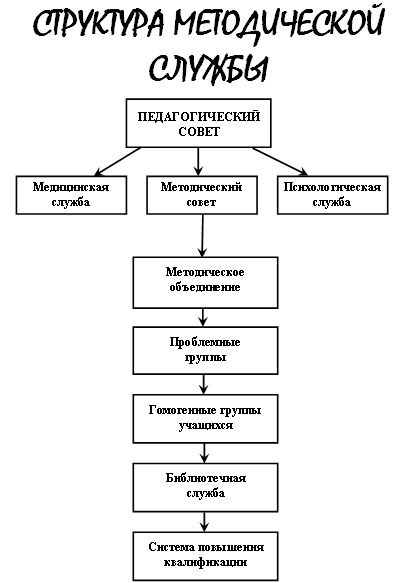 СТРУКТУРА МЕТОДИЧЕСКОЙ
СЛУЖБЫ
ПЕДАГОГИЧЕСКИЙ
СОВЕТ
Медицинская
служба
Методический
совет
Психологическая
служба
Методическое
объединение
Проблемные
группы
Гомогенные группы
учащихся
Библиотечная
служба
Система повышения
квалификации